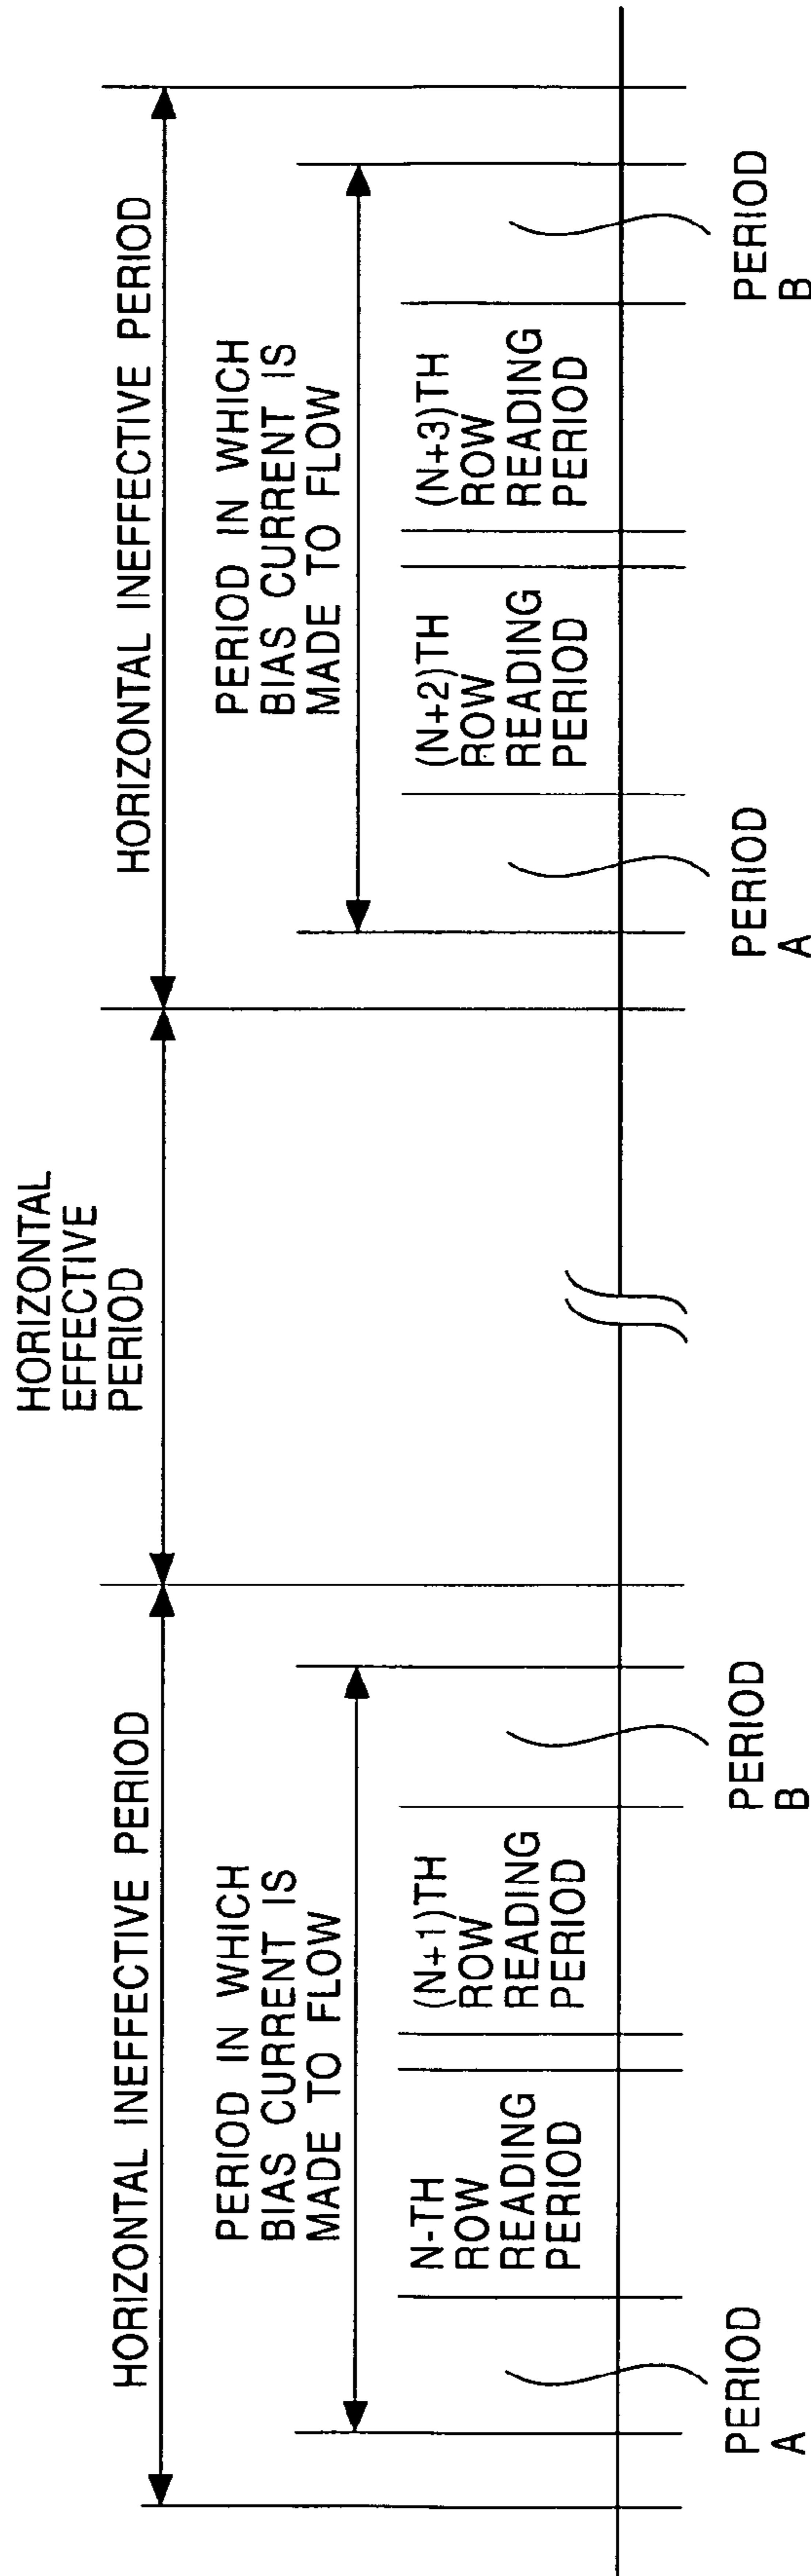 HORIZONTAL INEFFECTIVE PERIOD
PERIOD IN WHICH
BIAS CURRENT IS
MADE TO FLOW
N-TH
ROW
READING
PERIOD
(N+1)TH
ROW
READING
PERIOD
PERIOD
A
PERIOD
B
HORIZONTAL
EFFECTIVE
PERIOD
HORIZONTAL INEFFECTIVE PERIOD
PERIOD IN WHICH
BIAS CURRENT IS
MADE TO FLOW
(N+2)TH
ROW
READING
PERIOD
(N+3)TH
ROW
READING
PERIOD
PERIOD
A
PERIOD
B